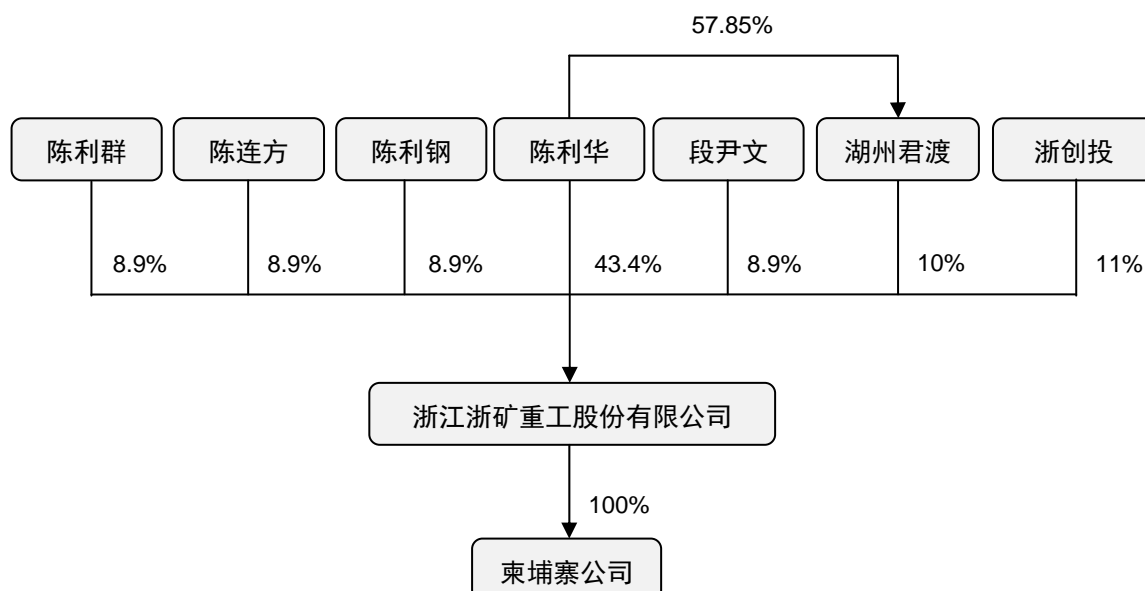 57.85%
陈利群
陈连方
陈利钢
陈利华
段尹文
湖州君渡
浙创投
8.9%
8.9%
8.9%
43.4%
8.9%
10%
11%
浙江浙矿重工股份有限公司
100%
柬埔寨公司